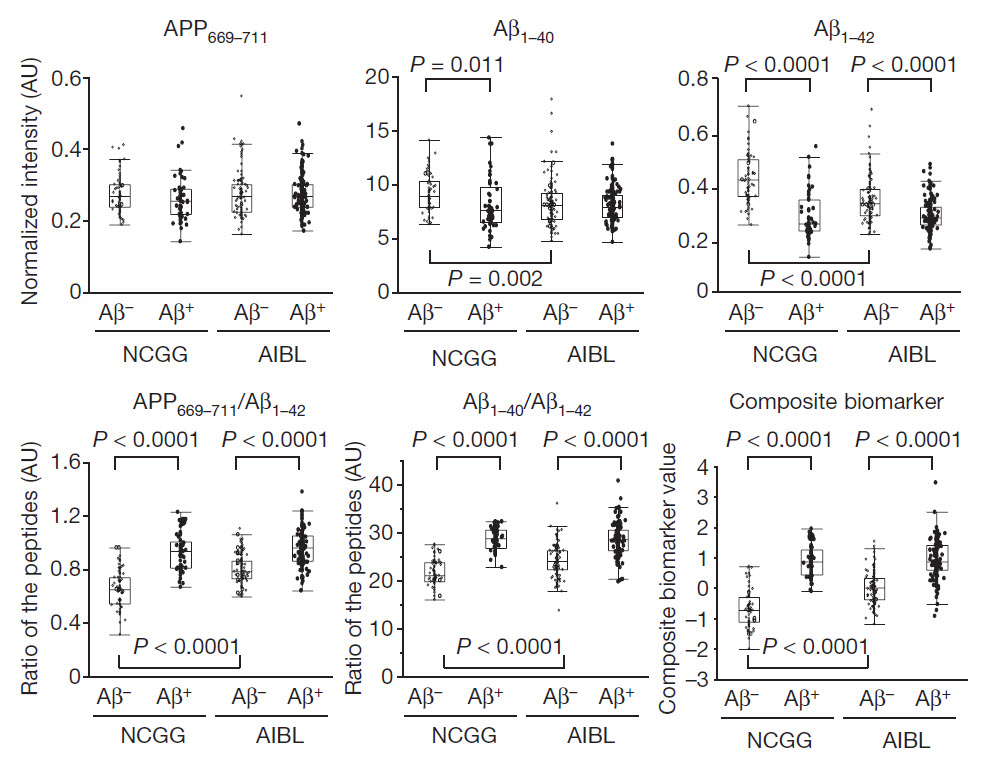 APP669–711
Aβ1–40
Aβ1–42
Normalized intensity (AU)
0.6
0.4
0.2
0
Aβ– Aβ+ Aβ– Aβ+
NCGG AIBL
20
15
10
5
0
P = 0.011
P = 0.002
Aβ– Aβ+ Aβ– Aβ+
NCGG AIBL
0.8
0.6
0.4
0.2
0
P < 0.0001 P < 0.0001
P < 0.0001
Aβ– Aβ+ Aβ– Aβ+
NCGG AIBL
APP669–711/Aβ1–42
Aβ1–40/Aβ1–42
Composite biomarker
Ratio of the peptides (AU)
1.6
1.2
0.8
0.4
0
P < 0.0001 P < 0.0001
P < 0.0001
Aβ– Aβ+ Aβ– Aβ+
NCGG AIBL
Ratio of the peptides (AU)
40
30
20
10
0
P < 0.0001 P < 0.0001
P < 0.0001
Aβ– Aβ+ Aβ– Aβ+
NCGG AIBL
Composite biomarker value
4
3
2
1
0
–1
–2
–3
P < 0.0001 P < 0.0001
P < 0.0001
Aβ– Aβ+ Aβ– Aβ+
NCGG AIBL